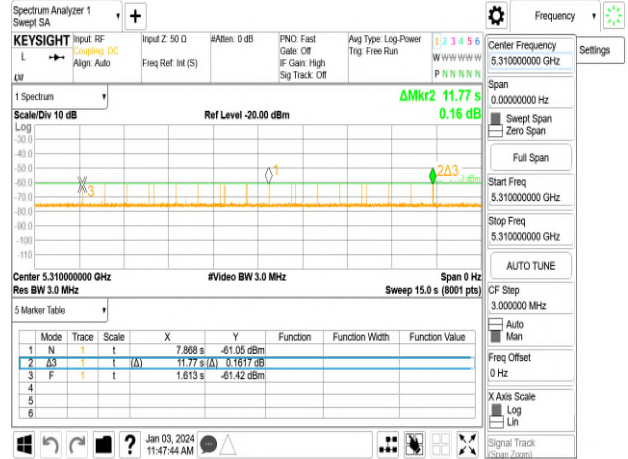 Spectrum Analyzer 1
Swept SA
+
Frequency
KEYSIGHT
L
Input: RF
Coupling: DC
Align: Auto
Input Z: 50 Ω
Freq Ref: Int (S)
#Atten: 0 dB
PNO: Fast
Gate: Off
IF Gain: High
Sig Track: Off
Avg Type: Log-Power
Trig: Free Run
1 2 3 4 5 6
W W W W W W
P N N N N N
Center Frequency
5.310000000 GHz
Settings
Span
0.00000000 Hz
Swept Span
Zero Span
Full Span
Start Freq
5.310000000 GHz
Stop Freq
5.310000000 GHz
AUTO TUNE
CF Step
3.000000 MHz
Auto
Man
Freq Offset
0 Hz
X Axis Scale
Log
Lin
Signal Track
(Span Zoom)
1 Spectrum
ΔMkr2 11.77 s
0.16 dB
Scale/Div 10 dB
Ref Level -20.00 dBm
Log
-30.0
-40.0
-50.0
-60.0
-70.0
-80.0
-90.0
-100
-110
3
1
2Δ3
Center 5.310000000 GHz
Res BW 3.0 MHz
#Video BW 3.0 MHz
Span 0 Hz
Sweep 15.0 s (8001 pts)
5 Marker Table
Mode Trace Scale X Y Function Function Width Function Value
1 N 1 t 7.868 s -61.05 dBm
2 Δ3 1 t (Δ) 11.77 s (Δ) 0.1617 dB
3 F 1 t 1.613 s -61.42 dBm
4
5
6
?
Jan 03, 2024
11:47:44 AM